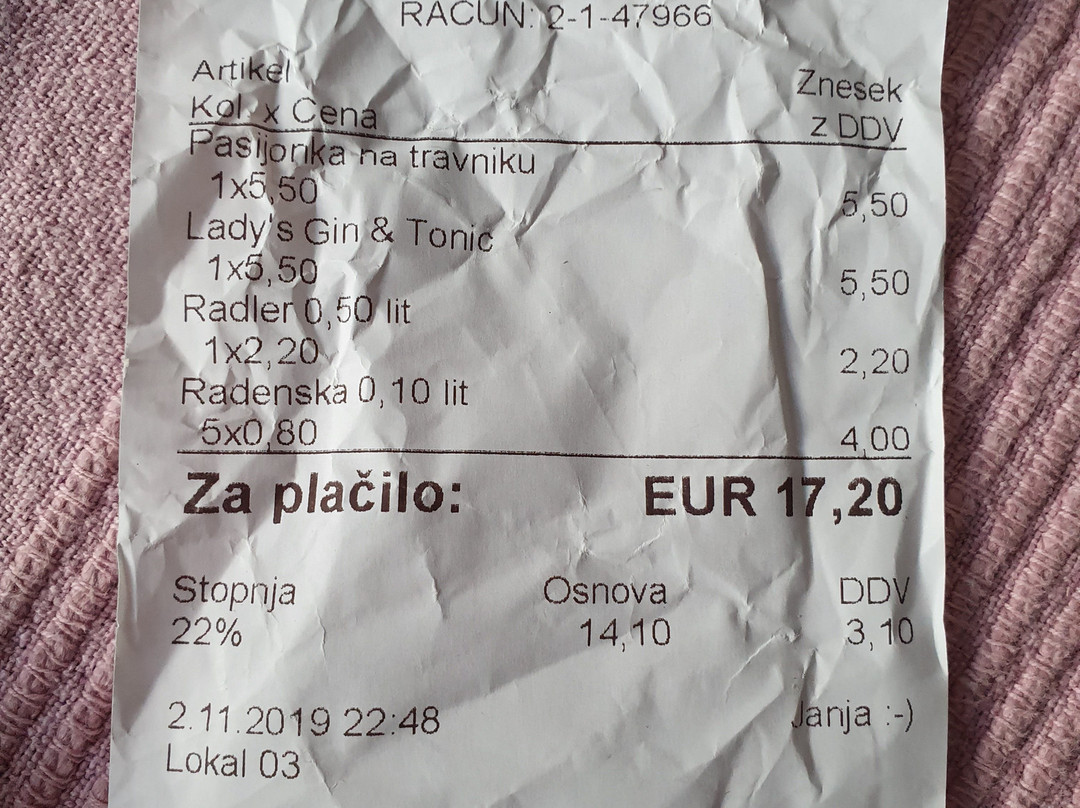 RAČUN: 2-1-47966
Artikel Znesek
Kol. x Cena z DDV
Pasijonka na travniku
1x5,50 5,50
Lady's Gin & Tonic
1x5,50 5,50
Radler 0,50 lit
1x2,20 2,20
Radenska 0,10 lit
5x0,80 4,00
Za plačilo: EUR 17,20
Stopnja Osnova DDV
22% 14,10 3,10
2.11.2019 22:48 Janja :-)
Lokal 03